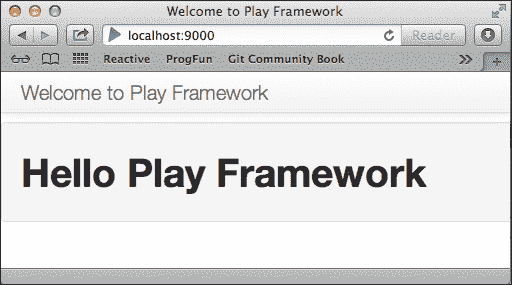 Welcome to Play Framework
localhost:9000
Reader
Reactive ProgFun Git Community Book
Welcome to Play Framework
Hello Play Framework